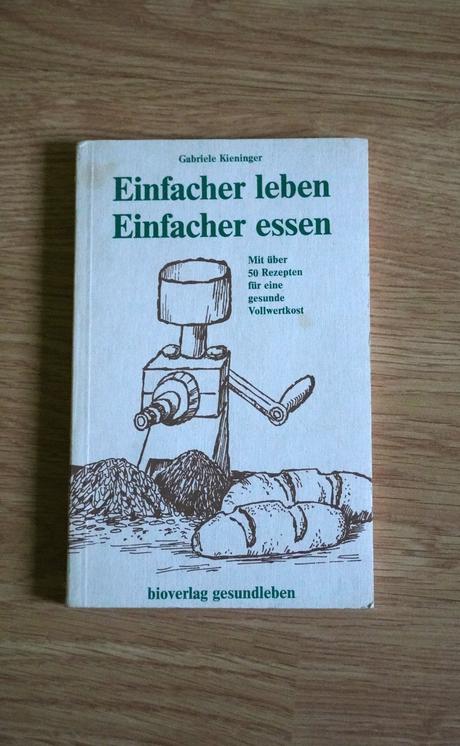 Gabriele Kieninger
Einfacher leben
Einfacher essen
Mit über
50 Rezepten
für eine
gesunde
Vollwertkost
bioverlag gesundleben